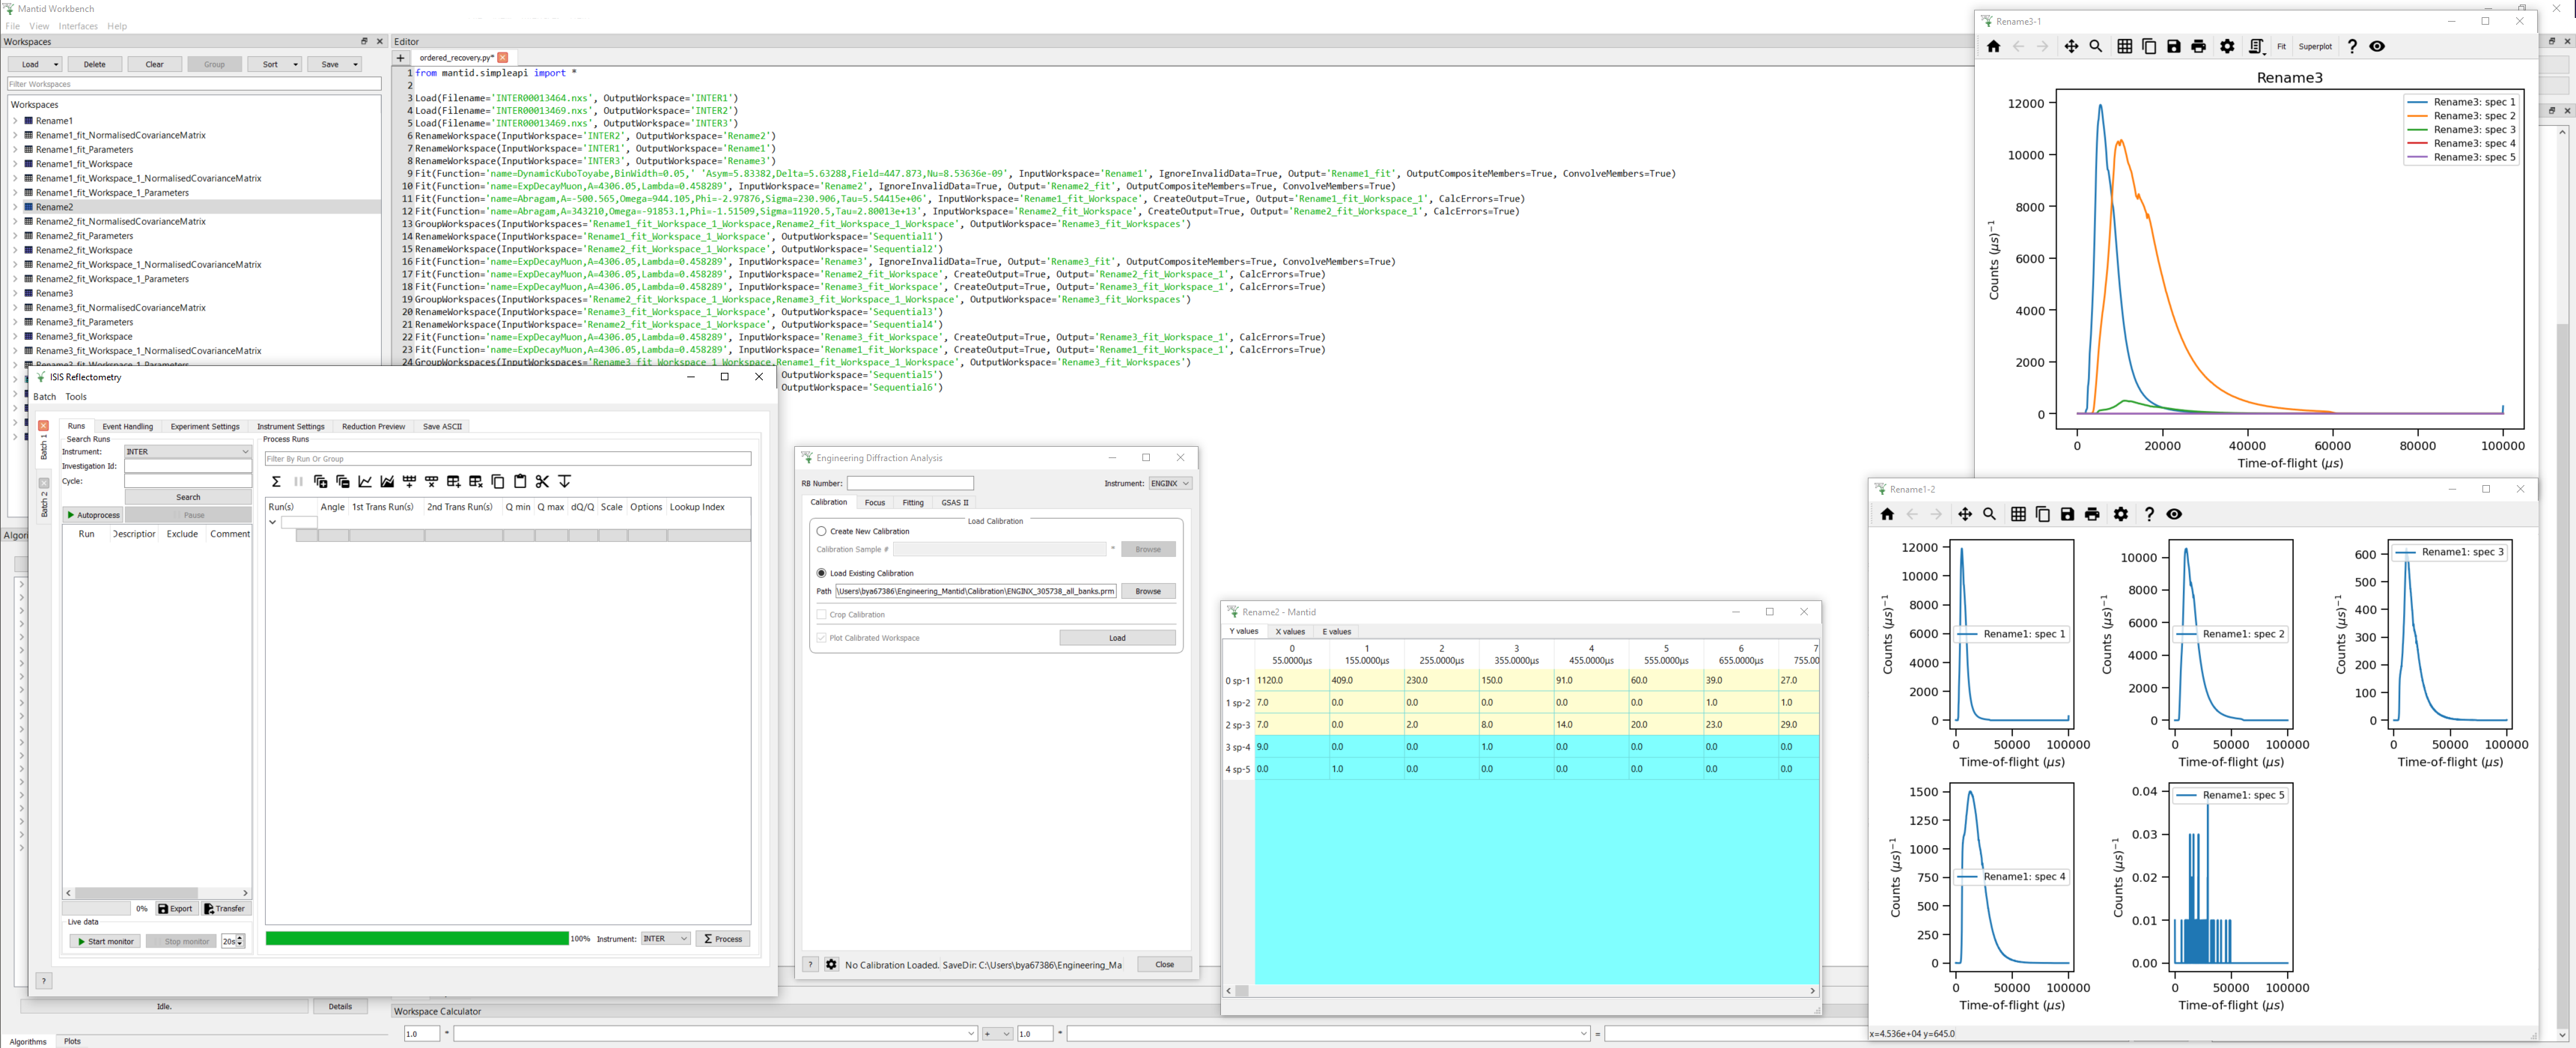 Mantid Workbench
File View Interfaces Help
Workspaces
Load Delete Clear Group Sort Save
Filter Workspaces
Workspaces
Rename1
Rename1_fit_NormalisedCovarianceMatrix
Rename1_fit_Parameters
Rename1_fit_Workspace
Rename1_fit_Workspace_1_NormalisedCovarianceMatrix
Rename1_fit_Workspace_1_Parameters
Rename2
Rename2_fit_NormalisedCovarianceMatrix
Rename2_fit_Parameters
Rename2_fit_Workspace
Rename2_fit_Workspace_1_NormalisedCovarianceMatrix
Rename2_fit_Workspace_1_Parameters
Rename3
Rename3_fit_NormalisedCovarianceMatrix
Rename3_fit_Parameters
Rename3_fit_Workspace
Rename3_fit_Workspace_1_NormalisedCovarianceMatrix
Rename3_fit_Workspace_1_Parameters
Editor
+ ordered_recovery.py*
1 from mantid.simpleapi import *
2
3 Load(Filename='INTER00013464.nxs', OutputWorkspace='INTER1')
4 Load(Filename='INTER00013469.nxs', OutputWorkspace='INTER2')
5 Load(Filename='INTER00013469.nxs', OutputWorkspace='INTER3')
6 RenameWorkspace(InputWorkspace='INTER2', OutputWorkspace='Rename2')
7 RenameWorkspace(InputWorkspace='INTER1', OutputWorkspace='Rename1')
8 RenameWorkspace(InputWorkspace='INTER3', OutputWorkspace='Rename3')
9 Fit(Function='name=DynamicKuboToyabe,BinWidth=0.05,' 'Asym=5.83382,Delta=5.63288,Field=447.873,Nu=8.53636e-09', InputWorkspace='Rename1', IgnoreInvalidData=True, Output='Rename1_fit', OutputCompositeMembers=True, ConvolveMembers=True)
10 Fit(Function='name=ExpDecayMuon,A=4306.05,Lambda=0.458289', InputWorkspace='Rename2', IgnoreInvalidData=True, Output='Rename2_fit', OutputCompositeMembers=True, ConvolveMembers=True)
11 Fit(Function='name=Abragam,A=-500.565,Omega=944.105,Phi=-2.97876,Sigma=230.906,Tau=5.54415e+06', InputWorkspace='Rename1_fit_Workspace', CreateOutput=True, Output='Rename1_fit_Workspace_1', CalcErrors=True)
12 Fit(Function='name=Abragam,A=343210,Omega=-91853.1,Phi=-1.51509,Sigma=11920.5,Tau=2.80013e+13', InputWorkspace='Rename2_fit_Workspace', CreateOutput=True, Output='Rename2_fit_Workspace_1', CalcErrors=True)
13 GroupWorkspaces(InputWorkspaces='Rename1_fit_Workspace_1_Workspace,Rename2_fit_Workspace_1_Workspace', OutputWorkspace='Rename3_fit_Workspaces')
14 RenameWorkspace(InputWorkspace='Rename1_fit_Workspace_1_Workspace', OutputWorkspace='Sequential1')
15 RenameWorkspace(InputWorkspace='Rename2_fit_Workspace_1_Workspace', OutputWorkspace='Sequential2')
16 Fit(Function='name=ExpDecayMuon,A=4306.05,Lambda=0.458289', InputWorkspace='Rename3', IgnoreInvalidData=True, Output='Rename3_fit', OutputCompositeMembers=True, ConvolveMembers=True)
17 Fit(Function='name=ExpDecayMuon,A=4306.05,Lambda=0.458289', InputWorkspace='Rename2_fit_Workspace', CreateOutput=True, Output='Rename2_fit_Workspace_1', CalcErrors=True)
18 Fit(Function='name=ExpDecayMuon,A=4306.05,Lambda=0.458289', InputWorkspace='Rename3_fit_Workspace', CreateOutput=True, Output='Rename3_fit_Workspace_1', CalcErrors=True)
19 GroupWorkspaces(InputWorkspaces='Rename2_fit_Workspace_1_Workspace,Rename3_fit_Workspace_1_Workspace', OutputWorkspace='Rename3_fit_Workspaces')
20 RenameWorkspace(InputWorkspace='Rename3_fit_Workspace_1_Workspace', OutputWorkspace='Sequential3')
21 RenameWorkspace(InputWorkspace='Rename2_fit_Workspace_1_Workspace', OutputWorkspace='Sequential4')
22 Fit(Function='name=ExpDecayMuon,A=4306.05,Lambda=0.458289', InputWorkspace='Rename3_fit_Workspace', CreateOutput=True, Output='Rename3_fit_Workspace_1', CalcErrors=True)
23 Fit(Function='name=ExpDecayMuon,A=4306.05,Lambda=0.458289', InputWorkspace='Rename1_fit_Workspace', CreateOutput=True, Output='Rename1_fit_Workspace_1', CalcErrors=True)
24 GroupWorkspaces(InputWorkspaces='Rename3_fit_Workspace_1_Workspace,Rename1_fit_Workspace_1_Workspace', OutputWorkspace='Rename3_fit_Workspaces')
OutputWorkspace='Sequential5')
OutputWorkspace='Sequential6')
ISIS Reflectometry
Batch Tools
Batch 1
Batch 2
Runs Event Handling Experiment Settings Instrument Settings Reduction Preview Save ASCII
Search Runs
Instrument: INTER
Investigation Id:
Cycle:
Search
Autoprocess Pause
Run Descriptior Exclude Comment
0% Export Transfer
Live data
Start monitor Stop monitor 20s
Process Runs
Filter By Run Or Group
Run(s) Angle 1st Trans Run(s) 2nd Trans Run(s) Q min Q max dQ/Q Scale Options Lookup Index
100% Instrument: INTER Σ Process
?
Algori
Idle. Details
Algorithms Plots
Engineering Diffraction Analysis
RB Number: Instrument: ENGINX
Calibration Focus Fitting GSAS II
Load Calibration
Create New Calibration
Calibration Sample # * Browse
Load Existing Calibration
Path \Users\bya67386\Engineering_Mantid\Calibration\ENGINX_305738_all_banks.prm Browse
Crop Calibration
Plot Calibrated Workspace Load
? No Calibration Loaded. SaveDir: C:\Users\bya67386\Engineering_Ma Close
Workspace Calculator
1.0 * + 1.0 * =
Rename2 - Mantid
Y values X values E values
0 1 2 3 4 5 6 7
55.0000µs 155.0000µs 255.0000µs 355.0000µs 455.0000µs 555.0000µs 655.0000µs 755.00
0 sp-1 1120.0 409.0 230.0 150.0 91.0 60.0 39.0 27.0
1 sp-2 7.0 0.0 0.0 0.0 0.0 0.0 1.0 1.0
2 sp-3 7.0 0.0 2.0 8.0 14.0 20.0 23.0 29.0
3 sp-4 9.0 0.0 0.0 1.0 0.0 0.0 0.0 0.0
4 sp-5 0.0 1.0 0.0 0.0 0.0 0.0 0.0 0.0
Rename3-1
Fit Superplot ?
Rename3
12000
10000
8000
6000
4000
2000
0
Counts (µs)⁻¹
Rename3: spec 1
Rename3: spec 2
Rename3: spec 3
Rename3: spec 4
Rename3: spec 5
0 20000 40000 60000 80000 100000
Time-of-flight (µs)
Rename1-2
?
12000
10000
8000
6000
4000
2000
0
Counts (µs)⁻¹
Rename1: spec 1
0 50000 100000
Time-of-flight (µs)
10000
8000
6000
4000
2000
0
Counts (µs)⁻¹
Rename1: spec 2
0 50000 100000
Time-of-flight (µs)
600
500
400
300
200
100
0
Counts (µs)⁻¹
Rename1: spec 3
0 50000 100000
Time-of-flight (µs)
1500
1250
1000
750
500
250
0
Counts (µs)⁻¹
Rename1: spec 4
0 50000 100000
Time-of-flight (µs)
0.04
0.03
0.02
0.01
0.00
Counts (µs)⁻¹
Rename1: spec 5
0 50000 100000
Time-of-flight (µs)
x=4.536e+04 y=645.0